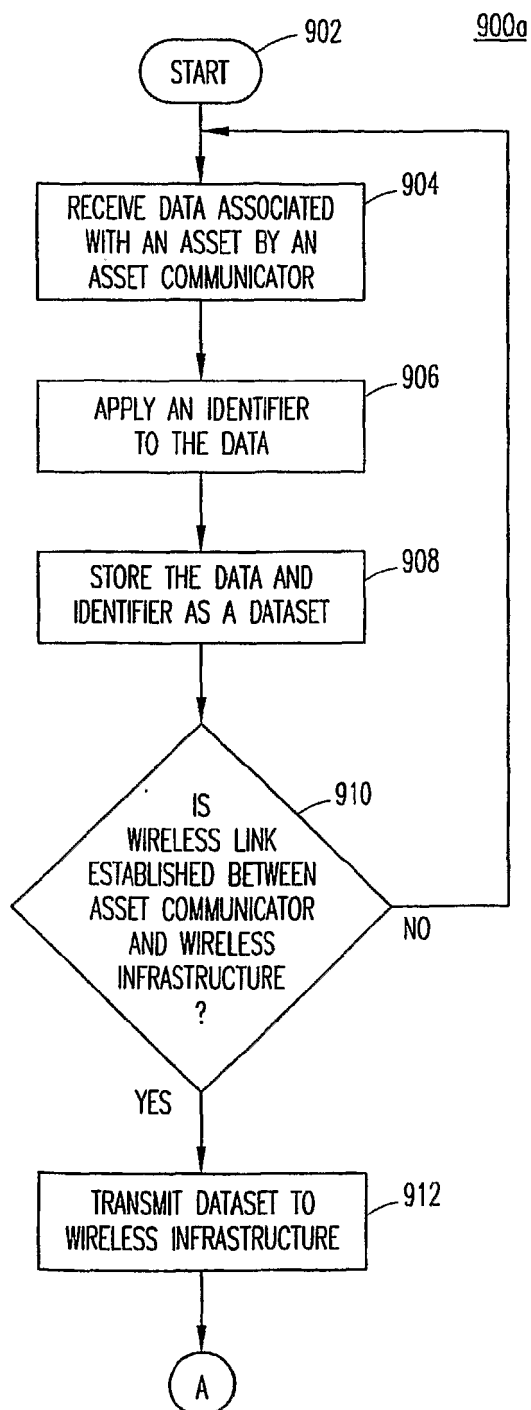 902
900a
START
904
RECEIVE DATA ASSOCIATED
WITH AN ASSET BY AN
ASSET COMMUNICATOR
906
APPLY AN IDENTIFIER
TO THE DATA
908
STORE THE DATA AND
IDENTIFIER AS A DATASET
910
IS
WIRELESS LINK
ESTABLISHED BETWEEN
ASSET COMMUNICATOR
AND WIRELESS
INFRASTRUCTURE
?
NO
YES
912
TRANSMIT DATASET TO
WIRELESS INFRASTRUCTURE
A